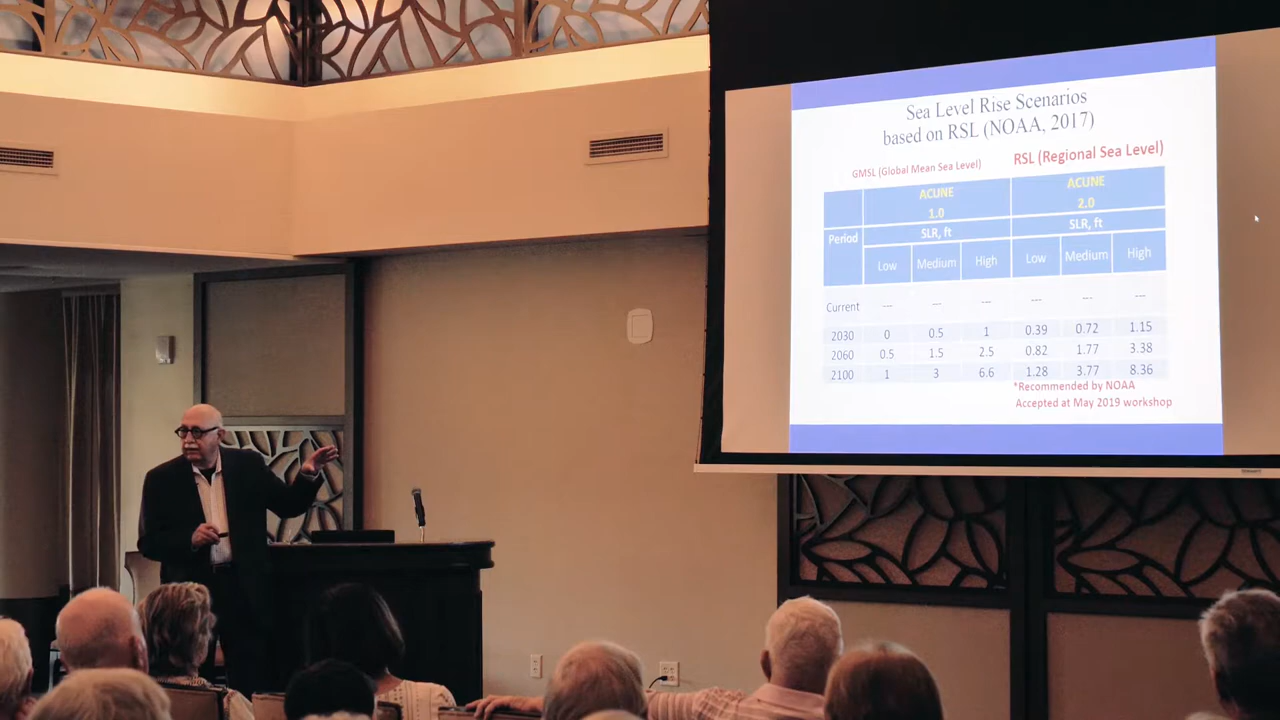 Sea Level Rise Scenarios
based on RSL (NOAA, 2017)
GMSL (Global Mean Sea Level) RSL (Regional Sea Level)
ACUNE ACUNE
1.0 2.0
Period SLR, ft SLR, ft
Low Medium High Low Medium High
Current --- --- --- --- --- ---
2030 0 0.5 1 0.39 0.72 1.15
2060 0.5 1.5 2.5 0.82 1.77 3.38
2100 1 3 6.6 1.28 3.77 8.36
*Recommended by NOAA
Accepted at May 2019 workshop